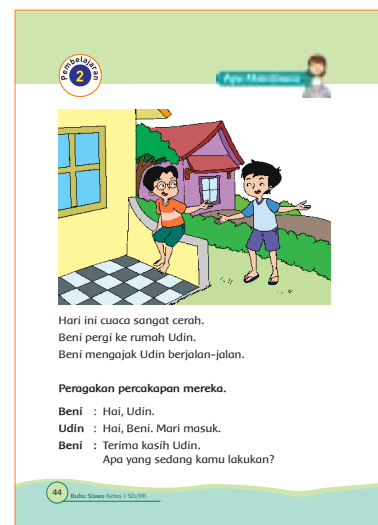 Pembelajaran
2
Ayo Membaca
Hari ini cuaca sangat cerah.
Beni pergi ke rumah Udin.
Beni mengajak Udin berjalan-jalan.
Peragakan percakapan mereka.
Beni : Hai, Udin.
Udin : Hai, Beni. Mari masuk.
Beni : Terima kasih Udin.
Apa yang sedang kamu lakukan?
44
Buku Siswa Kelas 1 SD/MI